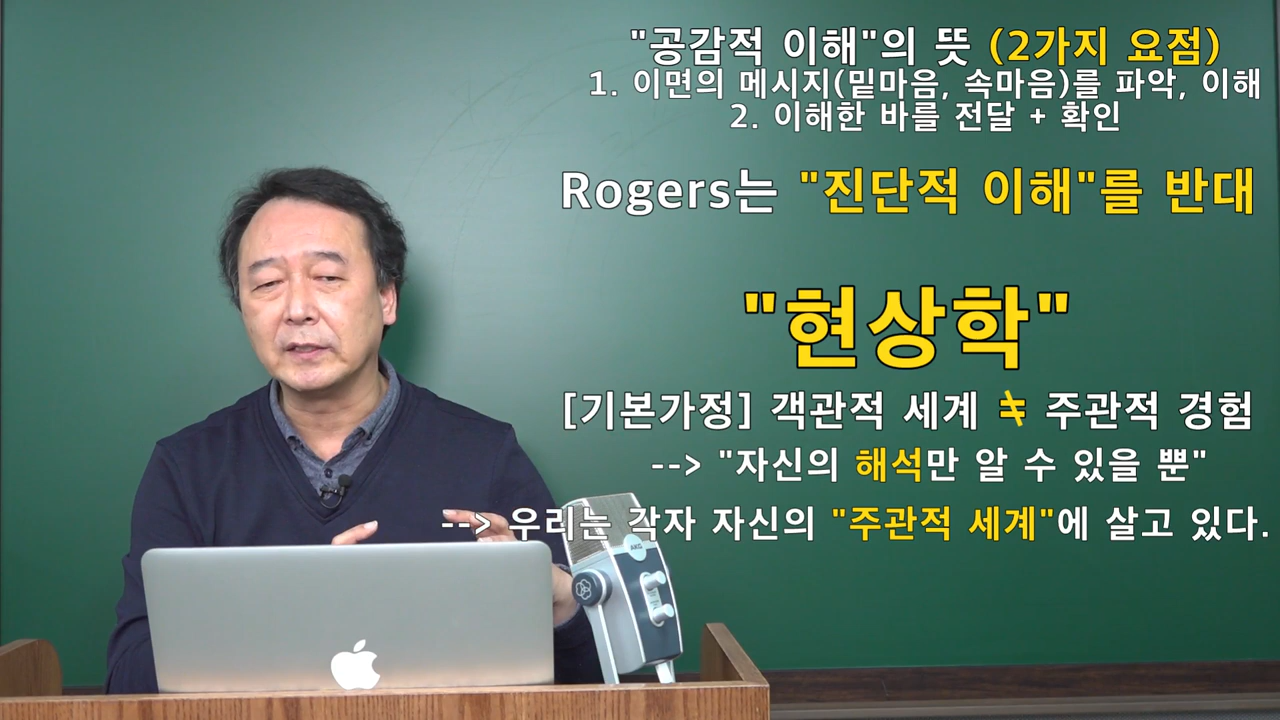 "공감적 이해"의 뜻 (2가지 요점)
1. 이면의 메시지(밑마음, 속마음)를 파악, 이해
2. 이해한 바를 전달 + 확인
Rogers는 "진단적 이해"를 반대
"현상학"
[기본가정] 객관적 세계 ≠ 주관적 경험
--> "자신의 해석만 알 수 있을 뿐"
--> 우리는 각자 자신의 "주관적 세계"에 살고 있다.
AKG